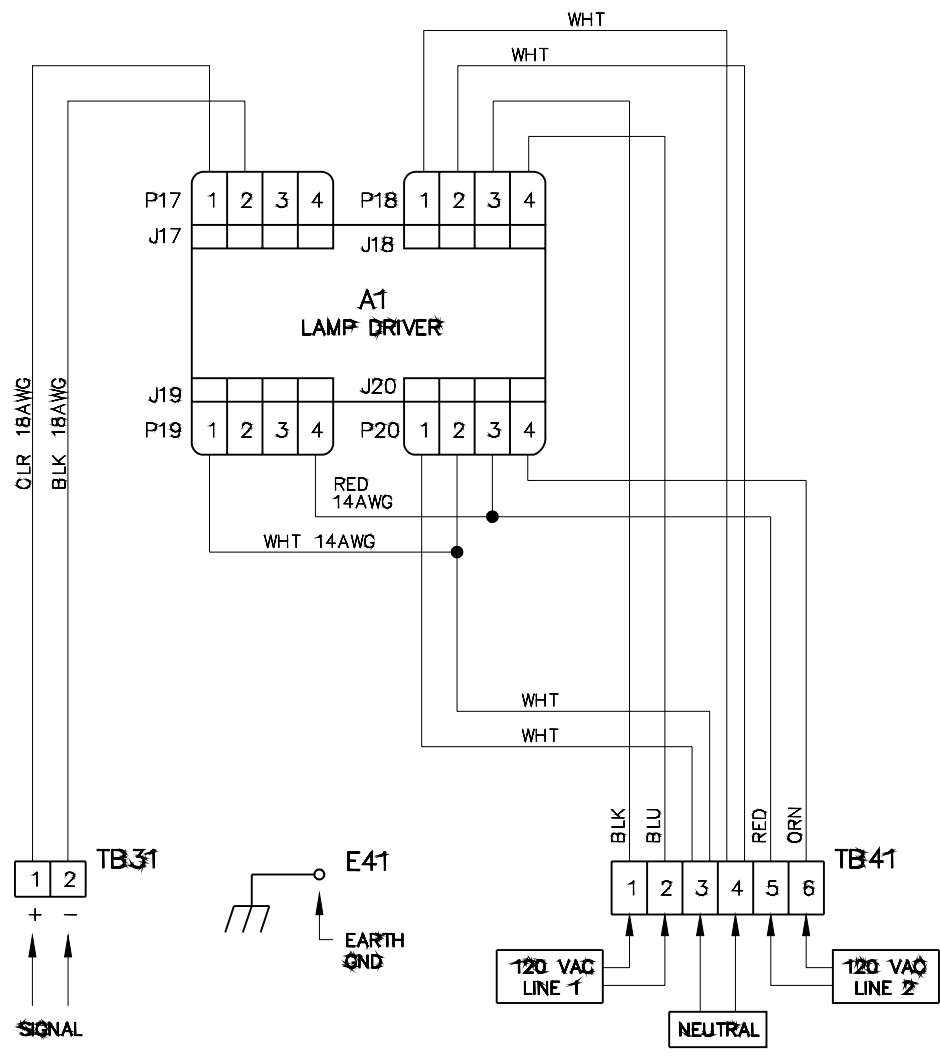 WHT
WHT
P17 1 2 3 4 P18 1 2 3 4
J17 J18
A1
LAMP DRIVER
J19 J20
P19 1 2 3 4 P20 1 2 3 4
CLR 18AWG
BLK 18AWG
RED
14AWG
WHT 14AWG
WHT
WHT
BLK
BLU
RED
ORN
TB31
1 2
+ −
SIGNAL
E41
EARTH
GND
TB41
1 2 3 4 5 6
120 VAC
LINE 1
NEUTRAL
120 VAC
LINE 2